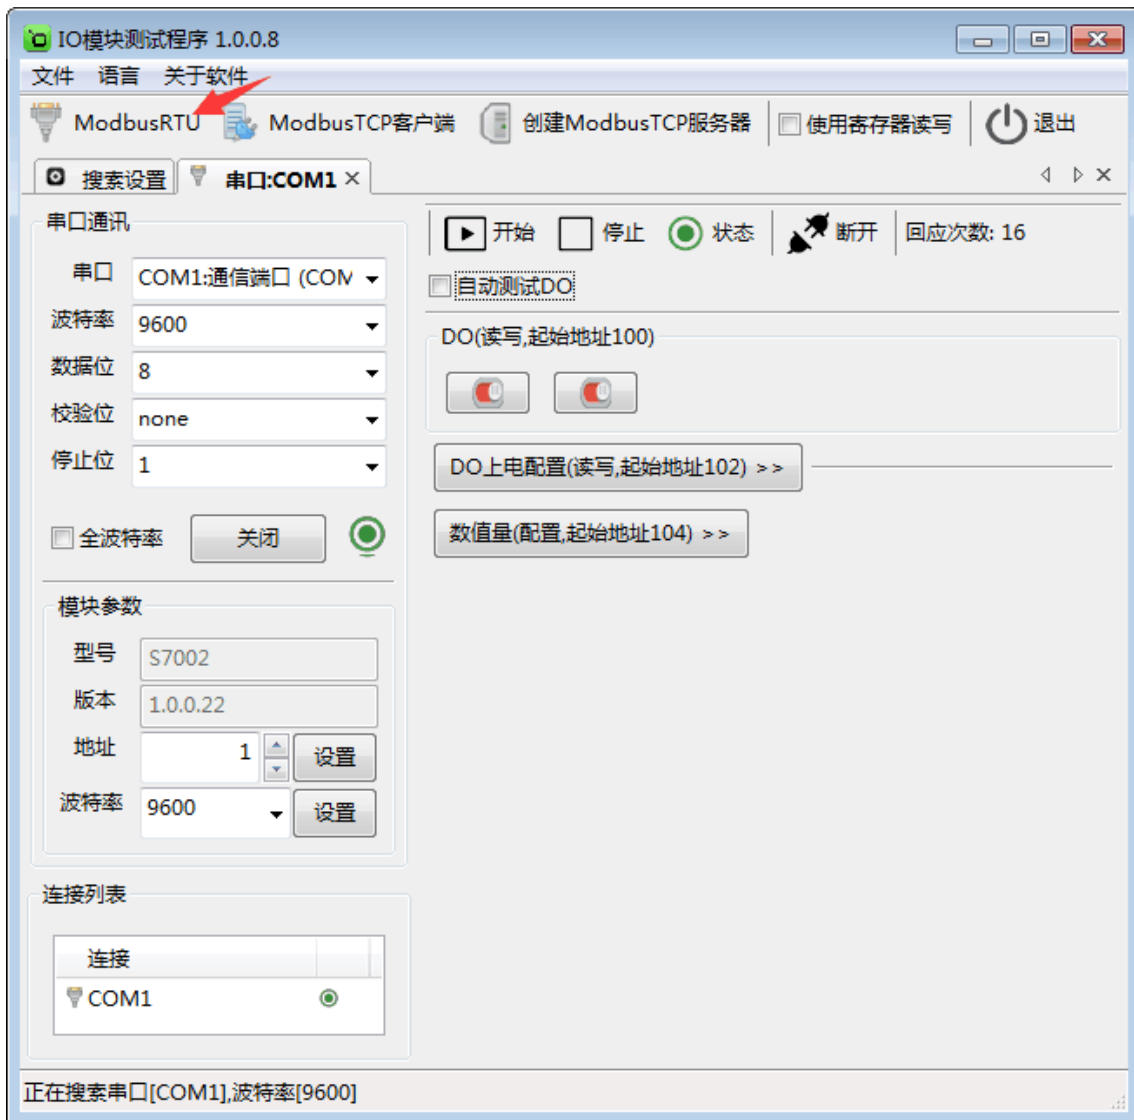 IO模块测试程序 1.0.0.8
文件 语言 关于软件
ModbusRTU ModbusTCP客户端 创建ModbusTCP服务器 使用寄存器读写 退出
搜索设置 串口:COM1
串口通讯
串口 COM1:通信端口 (COM
波特率 9600
数据位 8
校验位 none
停止位 1
全波特率 关闭
模块参数
型号 S7002
版本 1.0.0.22
地址 1 设置
波特率 9600 设置
连接列表
连接
COM1
开始 停止 状态 断开 回应次数: 16
自动测试DO
DO(读写,起始地址100)
DO上电配置(读写,起始地址102) >>
数值量(配置,起始地址104) >>
正在搜索串口[COM1],波特率[9600]